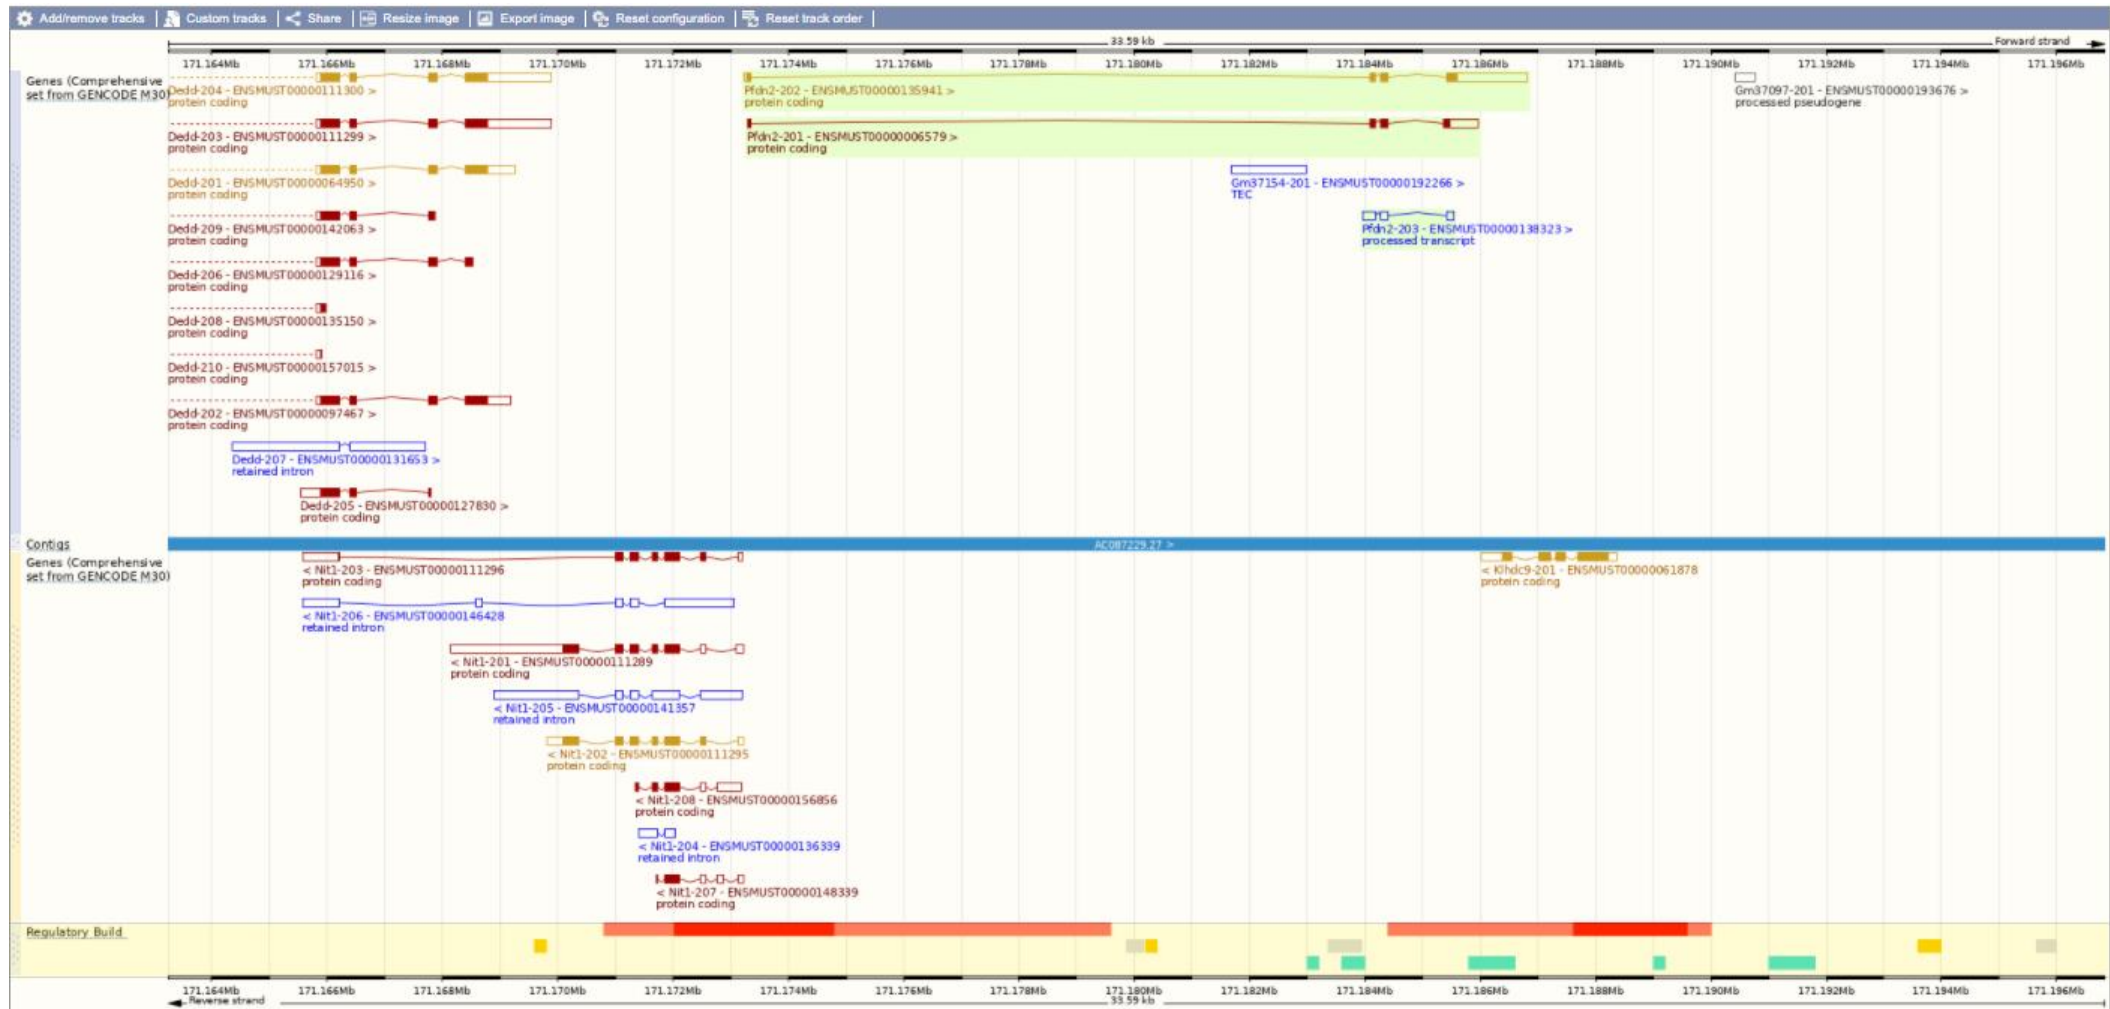 Add/remove tracks | Custom tracks | Share | Resize image | Export image | Reset configuration | Reset track order
33.59 kb Forward strand
171.164Mb 171.166Mb 171.168Mb 171.170Mb 171.172Mb 171.174Mb 171.176Mb 171.178Mb 171.180Mb 171.182Mb 171.184Mb 171.186Mb 171.188Mb 171.190Mb 171.192Mb 171.194Mb 171.196Mb
Genes (Comprehensive
set from GENCODE M30)
Dedd-204 - ENSMUST00000111300 >
protein coding
Pfdn2-202 - ENSMUST00000135941 >
protein coding
Gm37097-201 - ENSMUST00000193676 >
processed pseudogene
Dedd-203 - ENSMUST00000111299 >
protein coding
Pfdn2-201 - ENSMUST00000006579 >
protein coding
Dedd-201 - ENSMUST00000064950 >
protein coding
Gm37154-201 - ENSMUST00000192266 >
TEC
Dedd-209 - ENSMUST00000142063 >
protein coding
Pfdn2-203 - ENSMUST00000138323 >
processed transcript
Dedd-206 - ENSMUST00000129116 >
protein coding
Dedd-208 - ENSMUST00000135150 >
protein coding
Dedd-210 - ENSMUST00000157015 >
protein coding
Dedd-202 - ENSMUST00000097467 >
protein coding
Dedd-207 - ENSMUST00000131653 >
retained intron
Dedd-205 - ENSMUST00000127830 >
protein coding
Contigs
AC087229.27 >
Genes (Comprehensive
set from GENCODE M30)
< Nit1-203 - ENSMUST00000111296
protein coding
< Klhdc9-201 - ENSMUST00000061878
protein coding
< Nit1-206 - ENSMUST00000146428
retained intron
< Nit1-201 - ENSMUST00000111289
protein coding
< Nit1-205 - ENSMUST00000141357
retained intron
< Nit1-202 - ENSMUST00000111295
protein coding
< Nit1-208 - ENSMUST00000156856
protein coding
< Nit1-204 - ENSMUST00000136339
retained intron
< Nit1-207 - ENSMUST00000148339
protein coding
Regulatory Build
171.164Mb 171.166Mb 171.168Mb 171.170Mb 171.172Mb 171.174Mb 171.176Mb 171.178Mb 171.180Mb 171.182Mb 171.184Mb 171.186Mb 171.188Mb 171.190Mb 171.192Mb 171.194Mb 171.196Mb
Reverse strand 33.59 kb